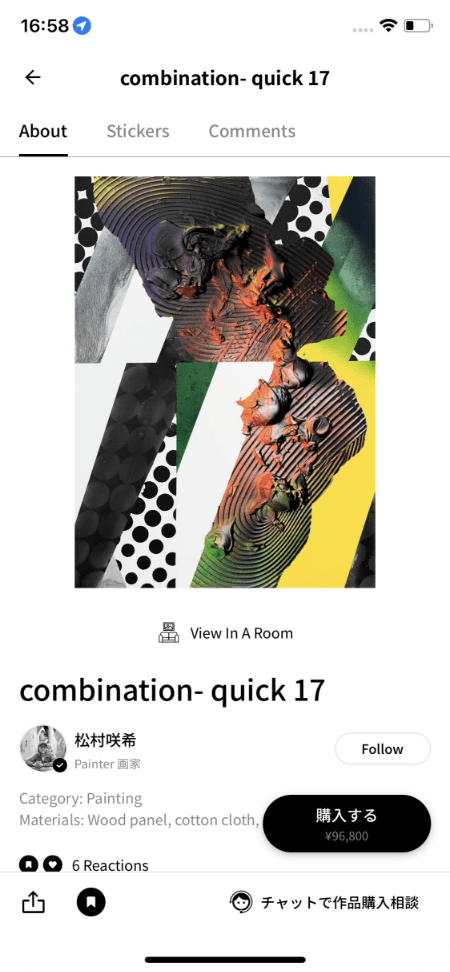 16:58
combination- quick 17
About
Stickers
Comments
View In A Room
combination- quick 17
松村咲希
Painter 画家
Follow
Category: Painting
Materials: Wood panel, cotton cloth,
購入する
¥96,800
6 Reactions
チャットで作品購入相談